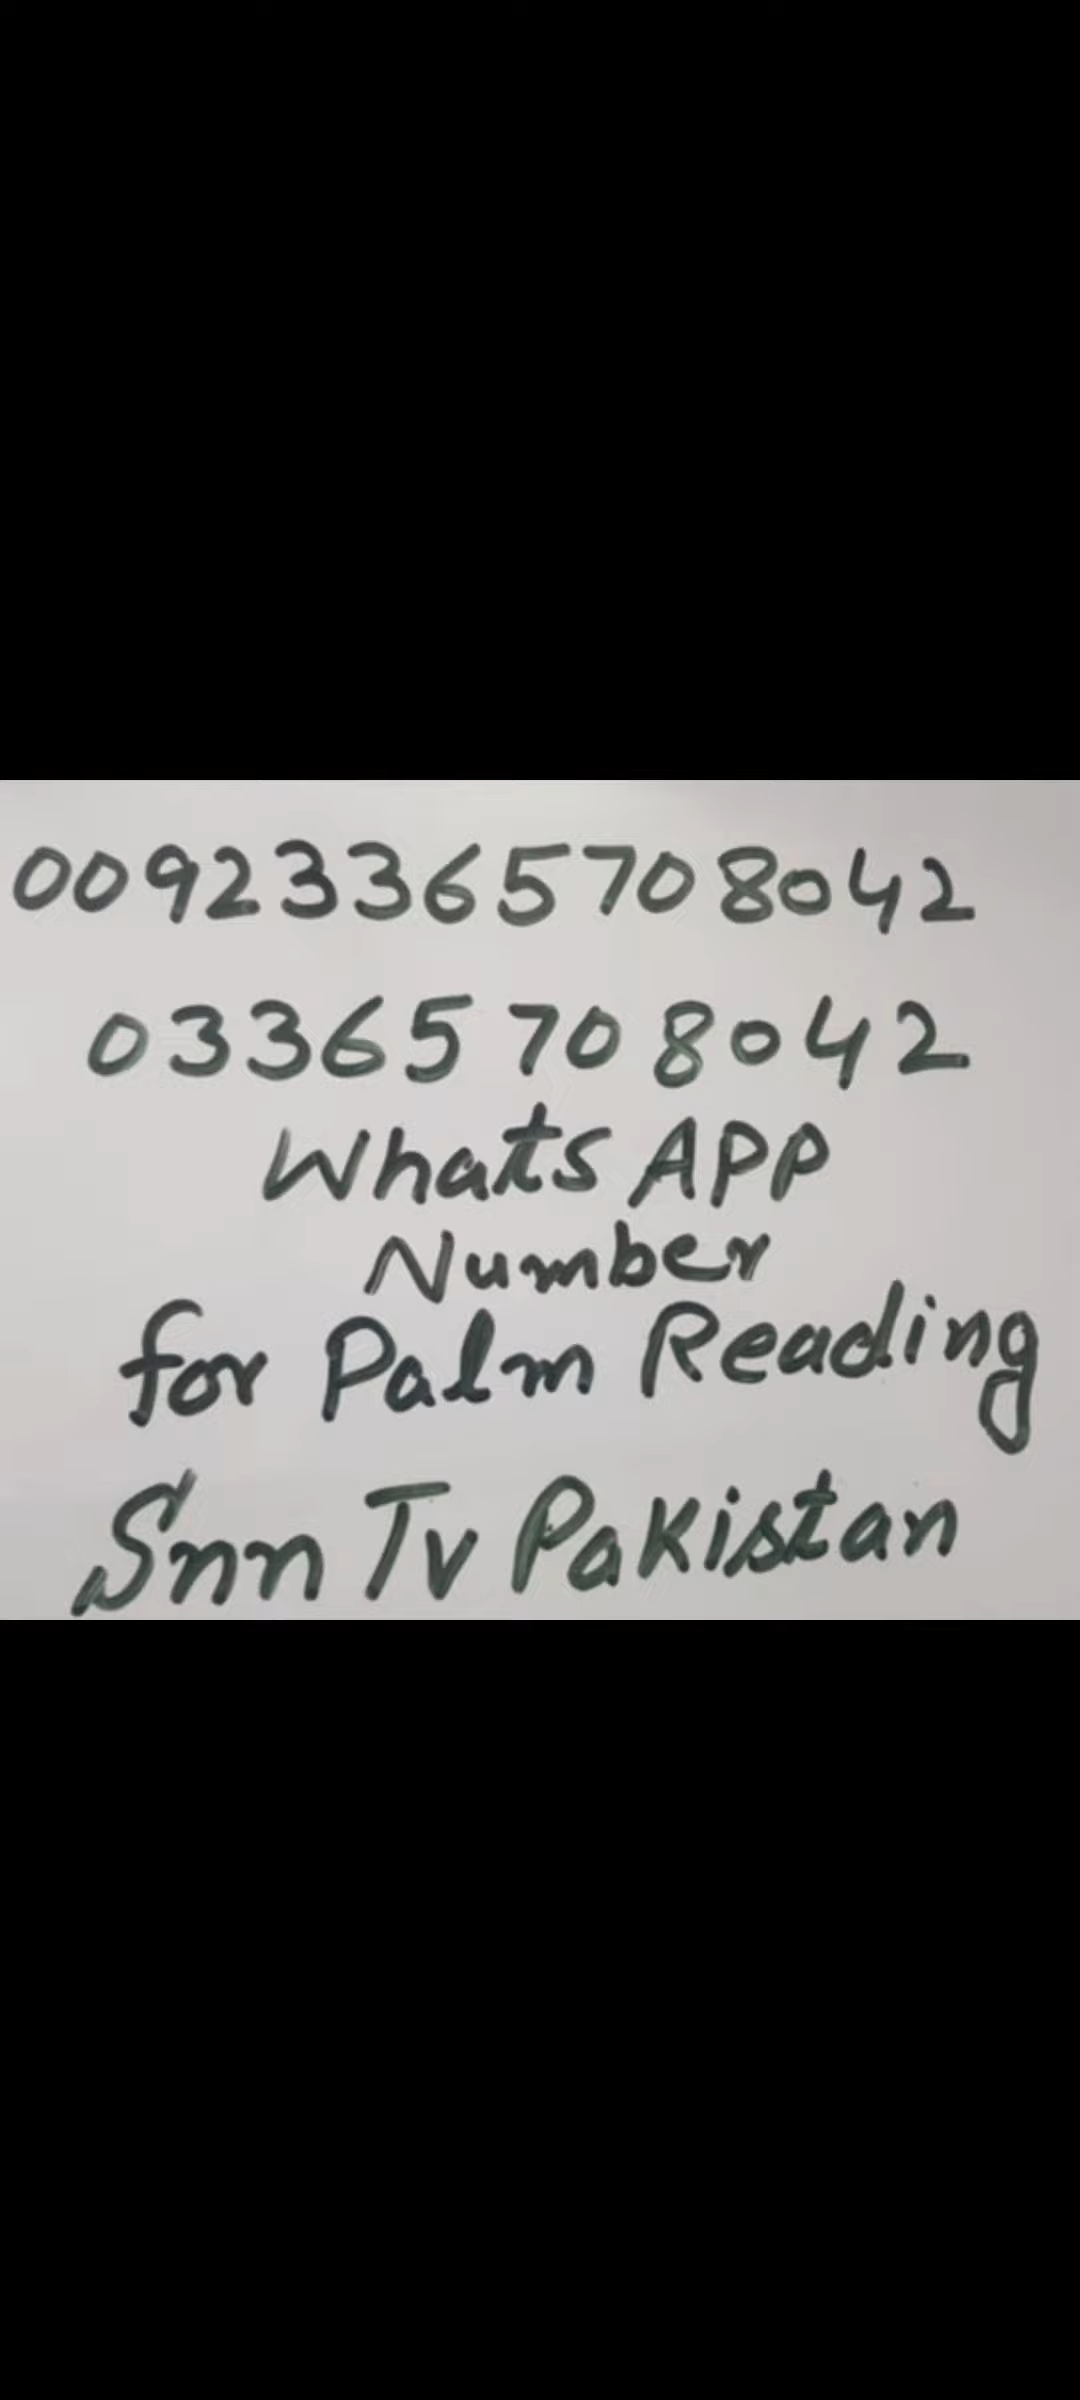 00923365708042
03365708042
Whats APP
Number
for Palm Reading
Snn Tv Pakistan